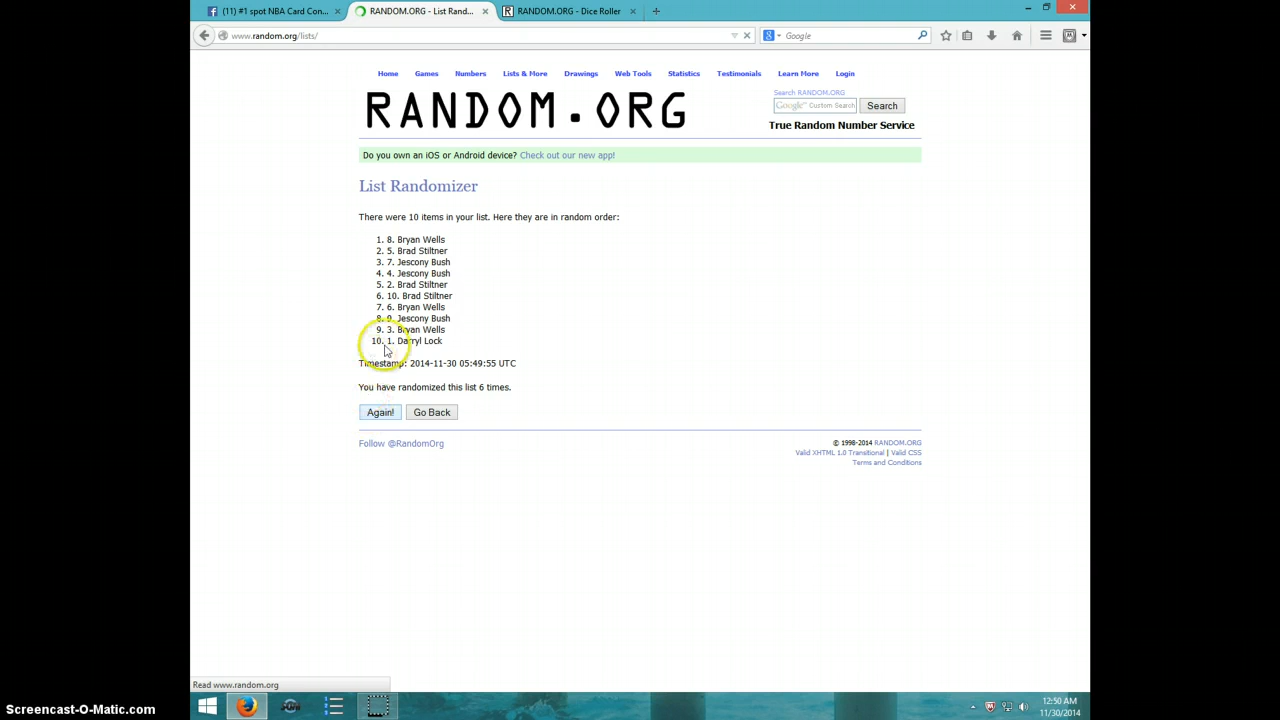 (11) #1 spot NBA Card Con...
RANDOM.ORG - List Rand...
RANDOM.ORG - Dice Roller
www.random.org/lists/
Google
Home Games Numbers Lists & More Drawings Web Tools Statistics Testimonials Learn More Login
RANDOM.ORG
Search RANDOM.ORG
Google™ Custom Search Search
True Random Number Service
Do you own an iOS or Android device? Check out our new app!
List Randomizer
There were 10 items in your list. Here they are in random order:
1. 8. Bryan Wells
2. 5. Brad Stiltner
3. 7. Jescony Bush
4. 4. Jescony Bush
5. 2. Brad Stiltner
6. 10. Brad Stiltner
7. 6. Bryan Wells
8. 9. Jescony Bush
9. 3. Bryan Wells
10. 1. Darryl Lock
Timestamp: 2014-11-30 05:49:55 UTC
You have randomized this list 6 times.
Again! Go Back
Follow @RandomOrg
© 1998-2014 RANDOM.ORG
Valid XHTML 1.0 Transitional | Valid CSS
Terms and Conditions
Read www.random.org
12:50 AM
11/30/2014
Screencast-O-Matic.com